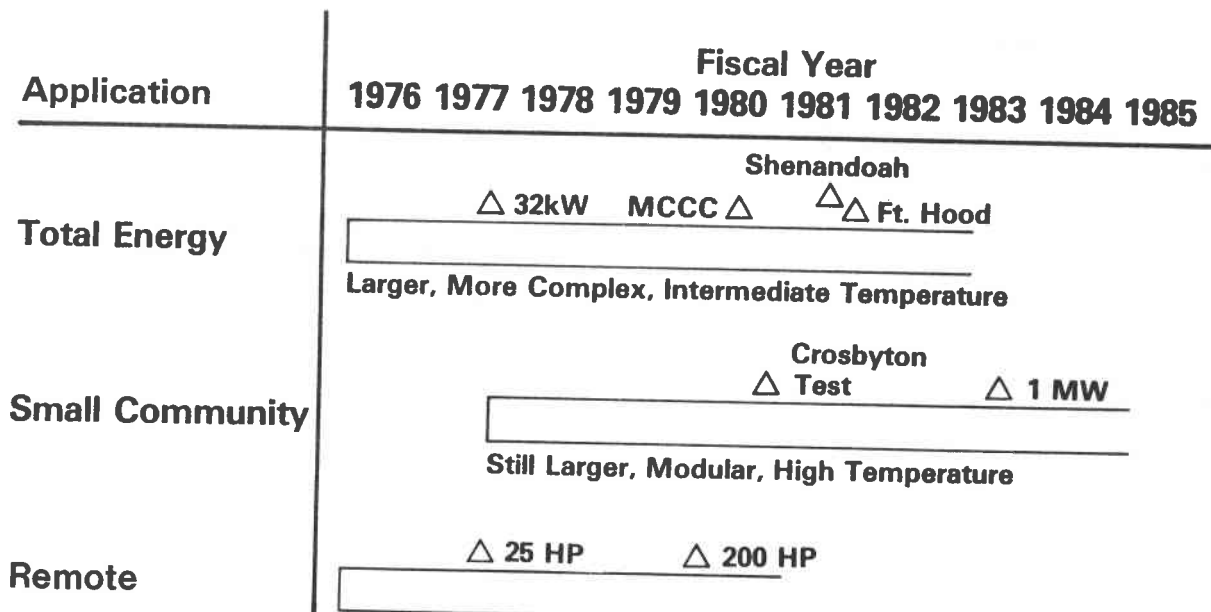 Fiscal Year
Application 1976 1977 1978 1979 1980 1981 1982 1983 1984 1985
Shenandoah
△ 32kW MCCC △ △ △ Ft. Hood
Total Energy
Larger, More Complex, Intermediate Temperature
Crosbyton
△ Test △ 1 MW
Small Community
Still Larger, Modular, High Temperature
△ 25 HP △ 200 HP
Remote